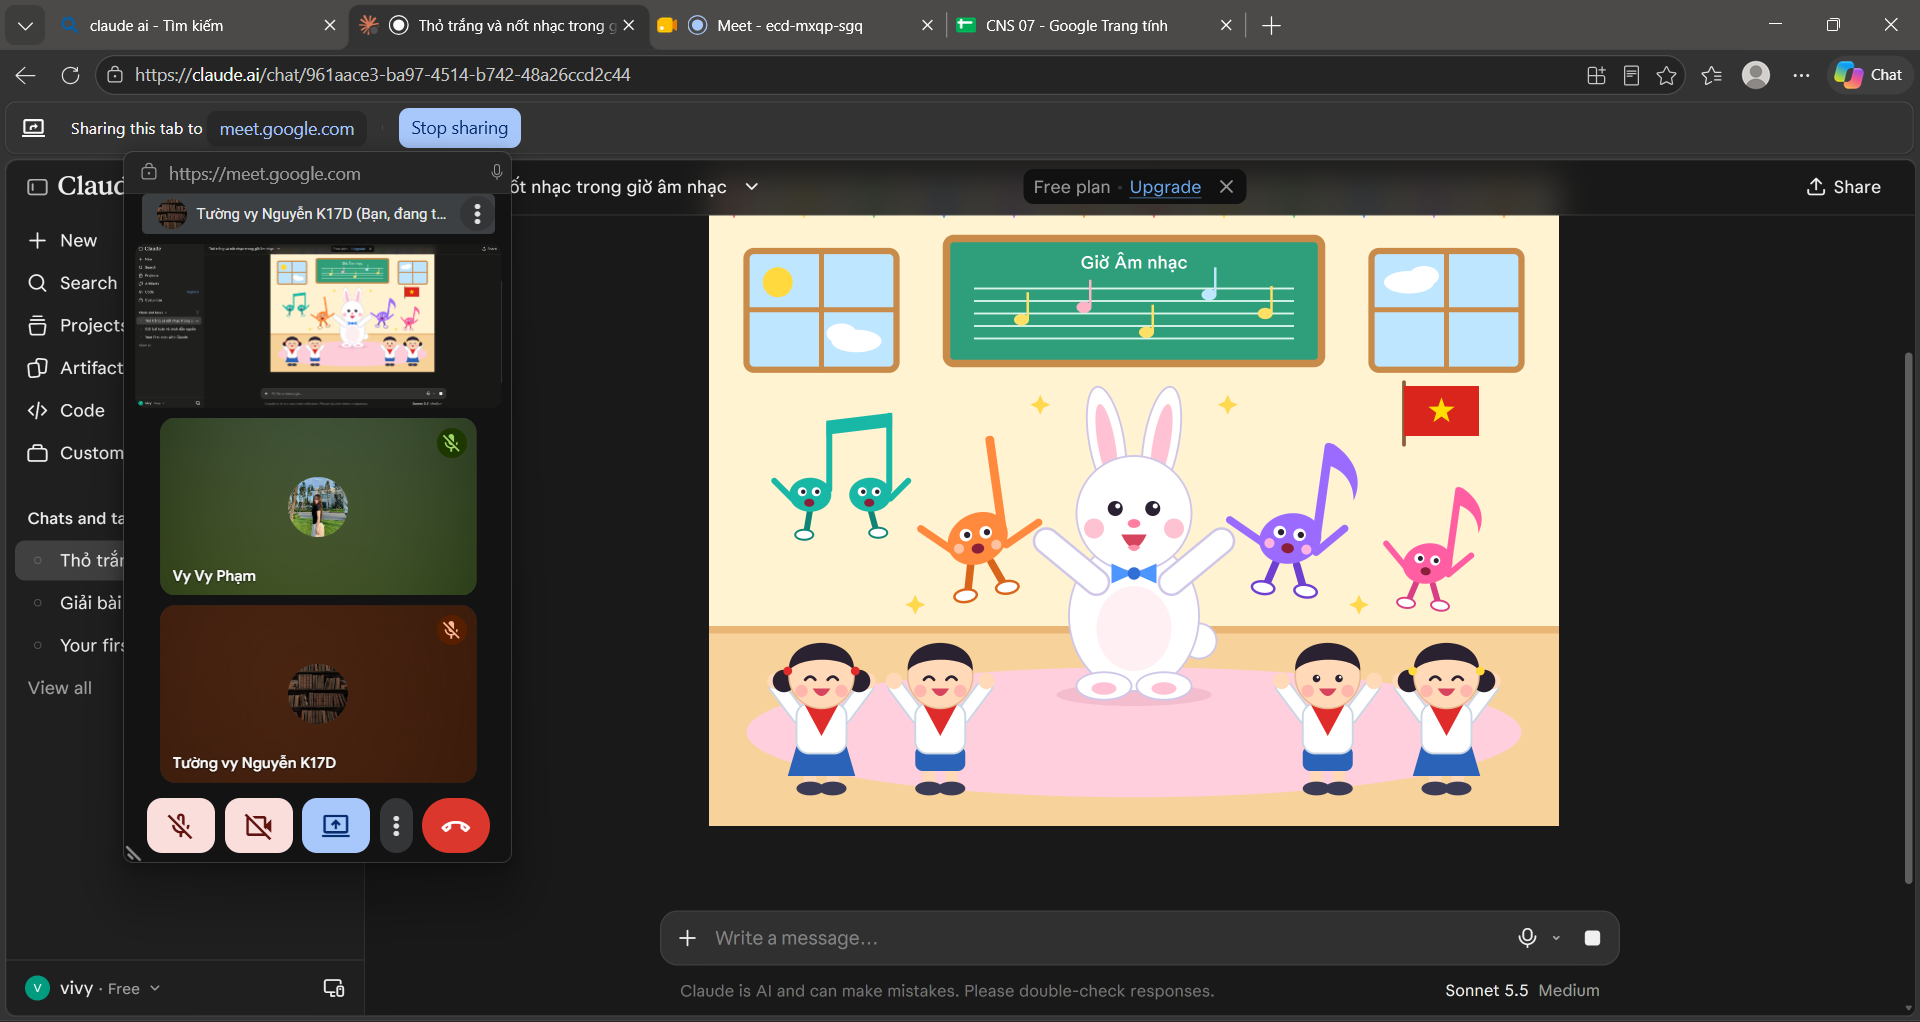 claude ai - Tìm kiếm
Thỏ trắng và nốt nhạc trong g
Meet - ecd-mxqp-sgq
CNS 07 - Google Trang tính
https://claude.ai/chat/961aace3-ba97-4514-b742-48a26ccd2c44
Chat
Sharing this tab to meet.google.com
Stop sharing
Claud
https://meet.google.com
ốt nhạc trong giờ âm nhạc
Free plan · Upgrade
Share
Tường vy Nguyễn K17D (Bạn, đang t...
New
Search
Projects
Artifact
Code
Custom
Chats and ta
Thỏ trắn
Giải bài
Your firs
View all
Vy Vy Phạm
Tường vy Nguyễn K17D
Giờ Âm nhạc
Write a message...
V
vivy · Free
Claude is AI and can make mistakes. Please double-check responses.
Sonnet 5.5 Medium